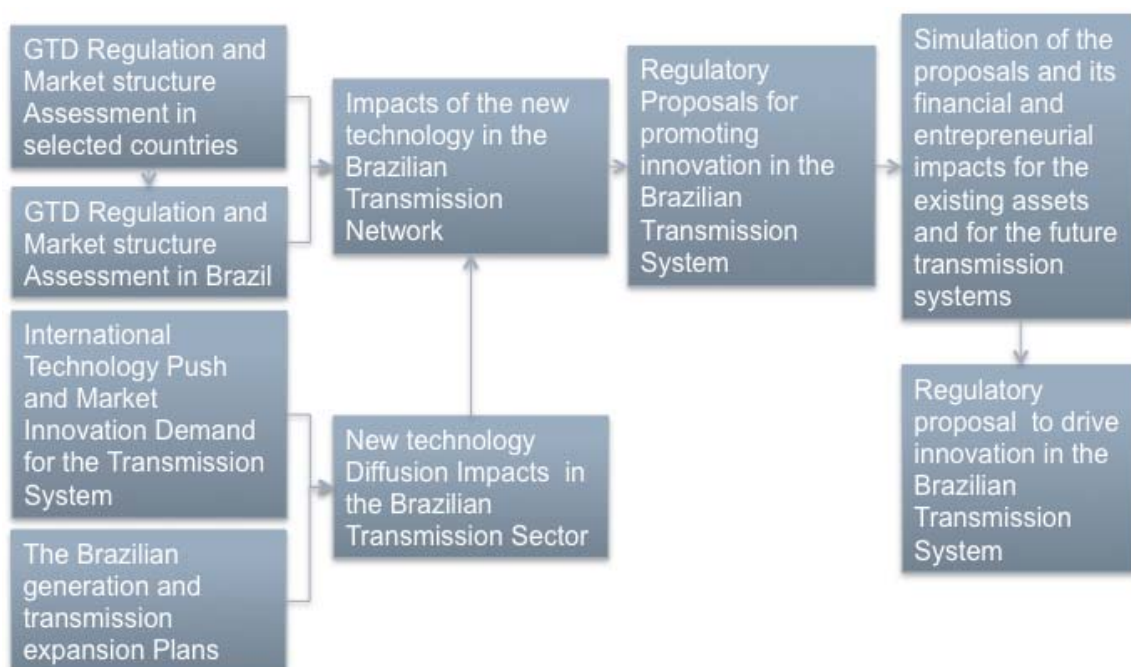 GTD Regulation and
Market structure
Assessment in
selected countries
GTD Regulation and
Market structure
Assessment in Brazil
International
Technology Push
and Market
Innovation Demand
for the Transmission
System
The Brazilian
generation and
transmission
expansion Plans
Impacts of the new
technology in the
Brazilian
Transmission
Network
New technology
Diffusion Impacts in
the Brazilian
Transmission Sector
Regulatory
Proposals for
promoting
innovation in the
Brazilian
Transmission
System
Simulation of the
proposals and its
financial and
entrepreneurial
impacts for the
existing assets
and for the future
transmission
systems
Regulatory
proposal to drive
innovation in the
Brazilian
Transmission
System